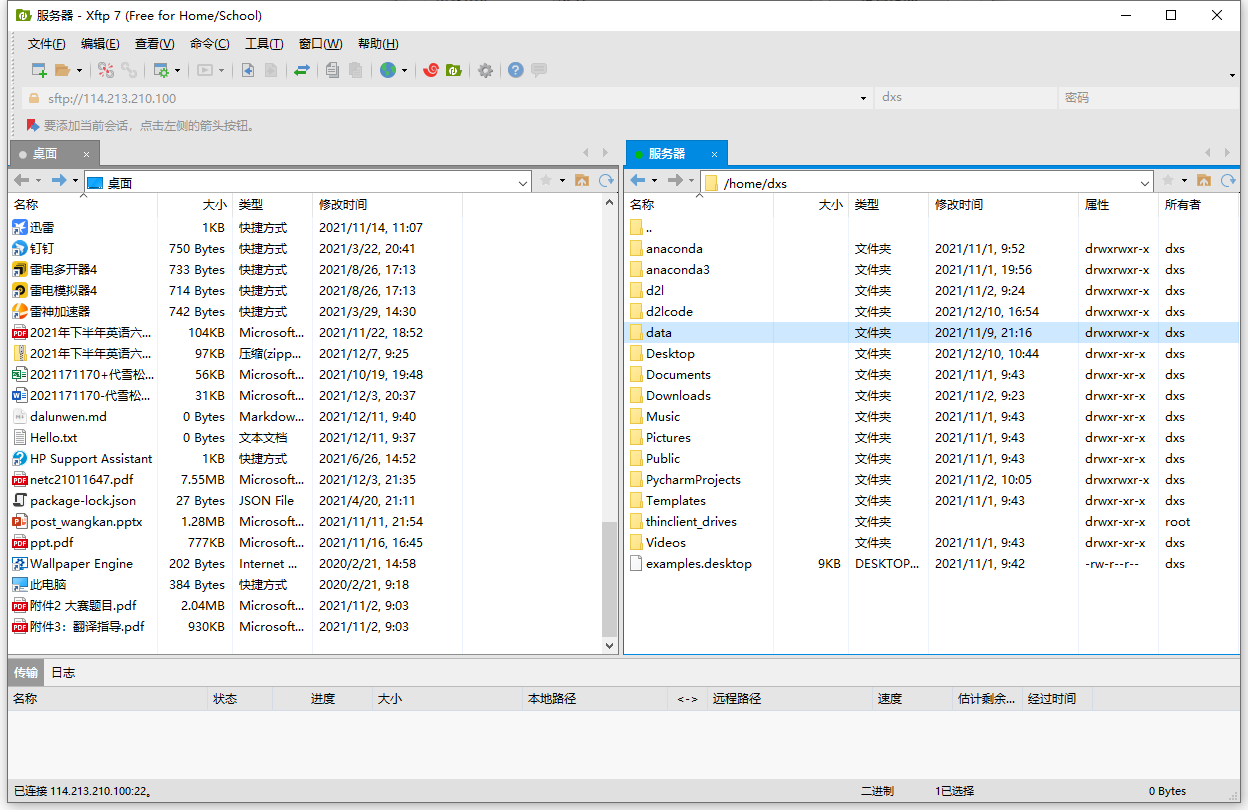 服务器 - Xftp 7 (Free for Home/School)
文件(F) 编辑(E) 查看(V) 命令(C) 工具(T) 窗口(W) 帮助(H)
sftp://114.213.210.100 dxs 密码
要添加当前会话，点击左侧的箭头按钮。
桌面 × 服务器 ×
桌面 /home/dxs
名称 大小 类型 修改时间
迅雷 1KB 快捷方式 2021/11/14, 11:07
钉钉 750 Bytes 快捷方式 2021/3/22, 20:41
雷电多开器4 733 Bytes 快捷方式 2021/8/26, 17:13
雷电模拟器4 714 Bytes 快捷方式 2021/8/26, 17:13
雷神加速器 742 Bytes 快捷方式 2021/3/29, 14:30
2021年下半年英语六... 104KB Microsoft... 2021/11/22, 18:52
2021年下半年英语六... 97KB 压缩(zipp... 2021/12/7, 9:25
2021171170+代雪松... 56KB Microsoft... 2021/10/19, 19:48
2021171170-代雪松... 31KB Microsoft... 2021/12/3, 20:37
dalunwen.md 0 Bytes Markdow... 2021/12/11, 9:40
Hello.txt 0 Bytes 文本文档 2021/12/11, 9:37
HP Support Assistant 1KB 快捷方式 2021/6/26, 14:52
netc21011647.pdf 7.55MB Microsoft... 2021/12/3, 21:35
package-lock.json 27 Bytes JSON File 2021/4/20, 21:11
post_wangkan.pptx 1.28MB Microsoft... 2021/11/11, 21:54
ppt.pdf 777KB Microsoft... 2021/11/16, 16:45
Wallpaper Engine 202 Bytes Internet ... 2020/2/21, 14:58
此电脑 384 Bytes 快捷方式 2020/2/21, 9:18
附件2 大赛题目.pdf 2.04MB Microsoft... 2021/11/2, 9:03
附件3：翻译指导.pdf 930KB Microsoft... 2021/11/2, 9:03
名称 大小 类型 修改时间 属性 所有者
..
anaconda 文件夹 2021/11/1, 9:52 drwxrwxr-x dxs
anaconda3 文件夹 2021/11/1, 19:56 drwxrwxr-x dxs
d2l 文件夹 2021/11/2, 9:24 drwxrwxr-x dxs
d2lcode 文件夹 2021/12/10, 16:54 drwxrwxr-x dxs
data 文件夹 2021/11/9, 21:16 drwxrwxr-x dxs
Desktop 文件夹 2021/12/10, 10:44 drwxr-xr-x dxs
Documents 文件夹 2021/11/1, 9:43 drwxr-xr-x dxs
Downloads 文件夹 2021/11/2, 9:23 drwxr-xr-x dxs
Music 文件夹 2021/11/1, 9:43 drwxr-xr-x dxs
Pictures 文件夹 2021/11/1, 9:43 drwxr-xr-x dxs
Public 文件夹 2021/11/1, 9:43 drwxr-xr-x dxs
PycharmProjects 文件夹 2021/11/2, 10:05 drwxrwxr-x dxs
Templates 文件夹 2021/11/1, 9:43 drwxr-xr-x dxs
thinclient_drives 文件夹 drwxr-xr-x root
Videos 文件夹 2021/11/1, 9:43 drwxr-xr-x dxs
examples.desktop 9KB DESKTOP... 2021/11/1, 9:42 -rw-r--r-- dxs
传输 日志
名称 状态 进度 大小 本地路径 <-> 远程路径 速度 估计剩余... 经过时间
已连接 114.213.210.100:22。 二进制 1已选择 0 Bytes